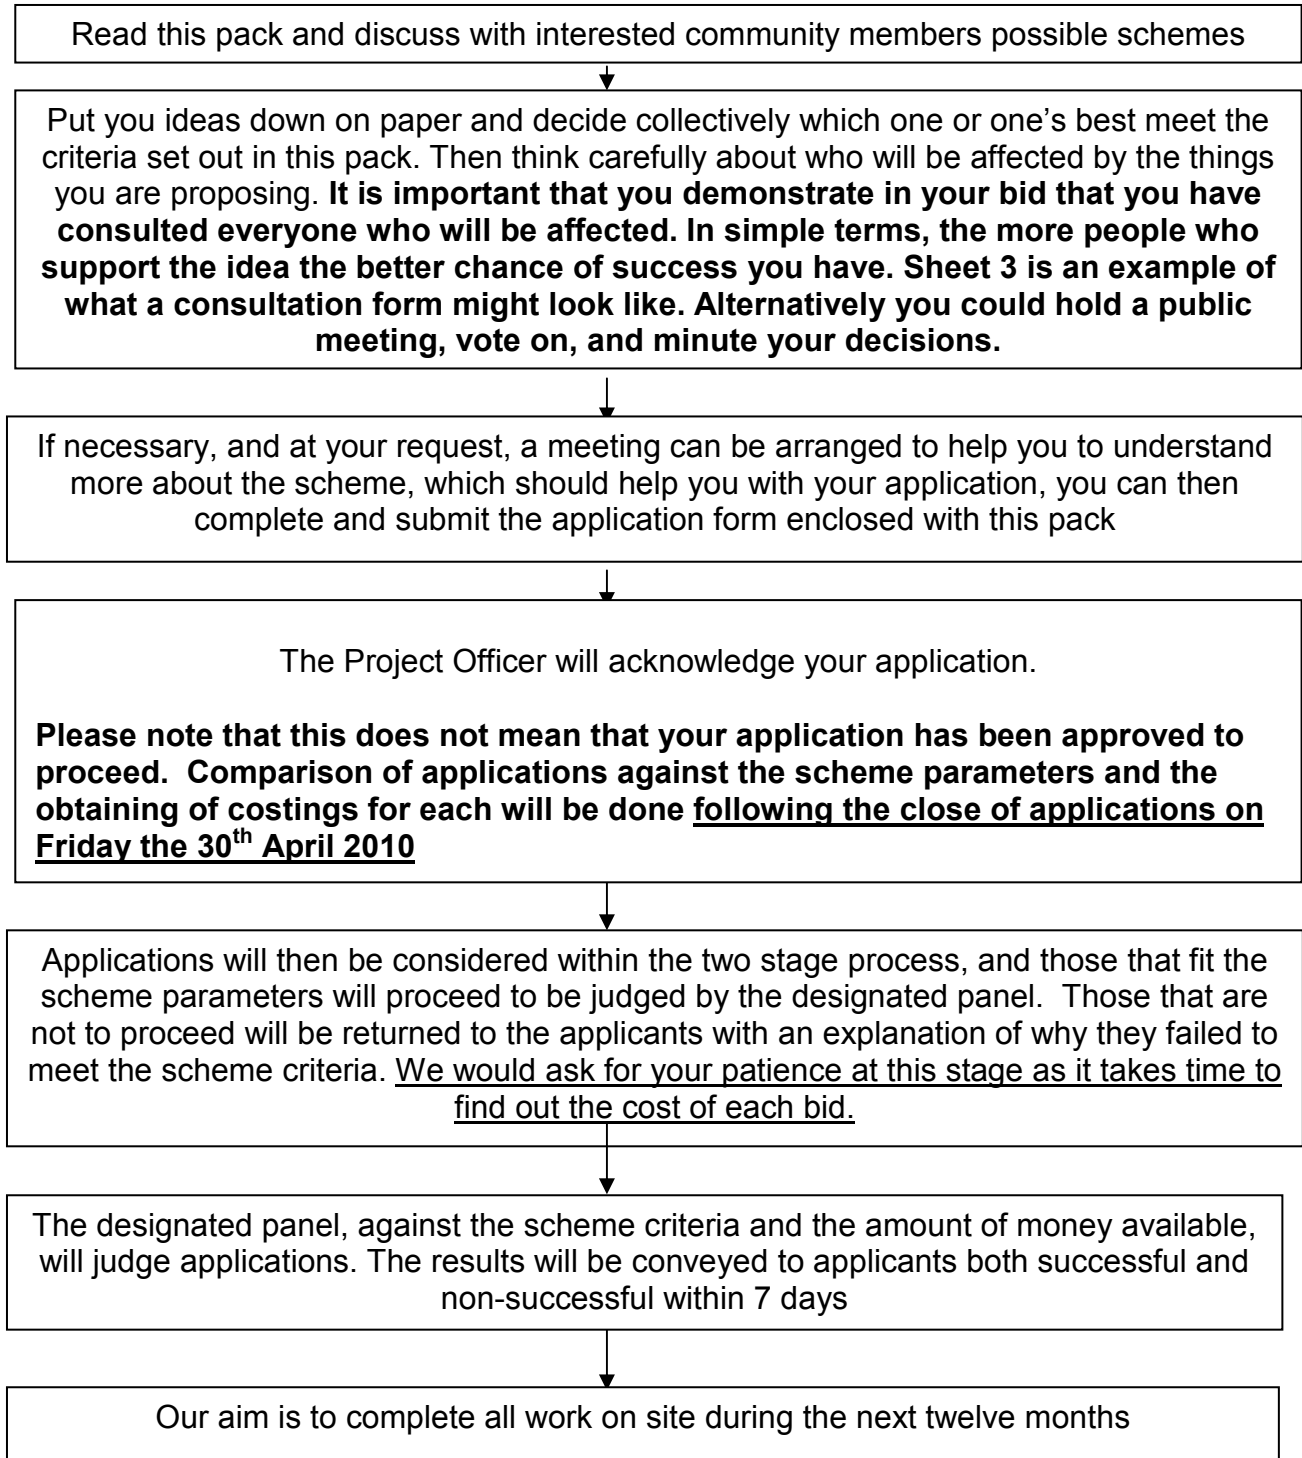 Read this pack and discuss with interested community members possible schemes
Put you ideas down on paper and decide collectively which one or one’s best meet the
criteria set out in this pack. Then think carefully about who will be affected by the things
you are proposing. It is important that you demonstrate in your bid that you have
consulted everyone who will be affected. In simple terms, the more people who
support the idea the better chance of success you have. Sheet 3 is an example of
what a consultation form might look like. Alternatively you could hold a public
meeting, vote on, and minute your decisions.
If necessary, and at your request, a meeting can be arranged to help you to understand
more about the scheme, which should help you with your application, you can then
complete and submit the application form enclosed with this pack
The Project Officer will acknowledge your application.
Please note that this does not mean that your application has been approved to
proceed.  Comparison of applications against the scheme parameters and the
obtaining of costings for each will be done following the close of applications on
Friday the 30th April 2010
Applications will then be considered within the two stage process, and those that fit the
scheme parameters will proceed to be judged by the designated panel.  Those that are
not to proceed will be returned to the applicants with an explanation of why they failed to
meet the scheme criteria. We would ask for your patience at this stage as it takes time to
find out the cost of each bid.
The designated panel, against the scheme criteria and the amount of money available,
will judge applications. The results will be conveyed to applicants both successful and
non-successful within 7 days
Our aim is to complete all work on site during the next twelve months